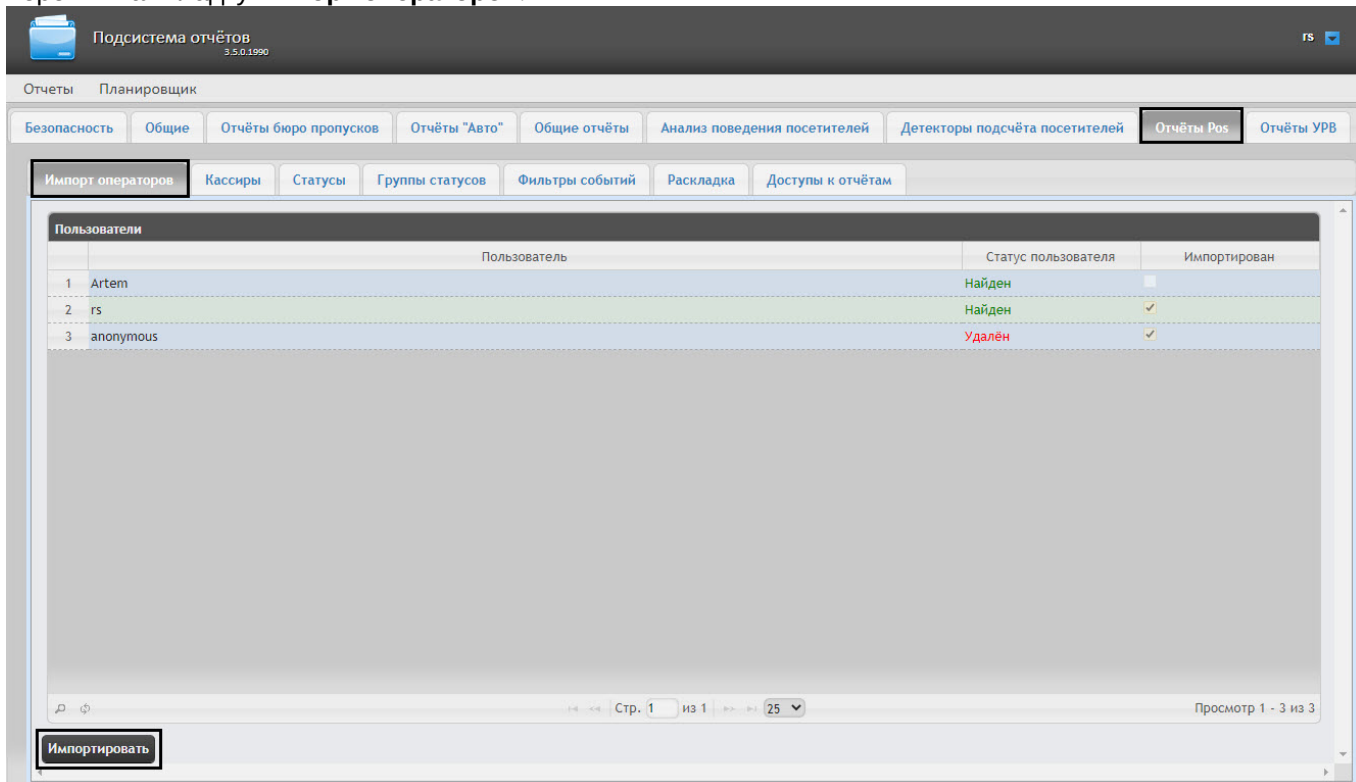 Подсистема отчётов
3.5.0.1990
rs
Отчеты Планировщик
Безопасность Общие Отчёты бюро пропусков Отчёты "Авто" Общие отчёты Анализ поведения посетителей Детекторы подсчёта посетителей Отчёты Pos Отчёты УРВ
Импорт операторов Кассиры Статусы Группы статусов Фильтры событий Раскладка Доступы к отчётам
Пользователи
Пользователь Статус пользователя Импортирован
1 Artem Найден
2 rs Найден
3 anonymous Удалён
Стр. 1 из 1 25 Просмотр 1 - 3 из 3
Импортировать